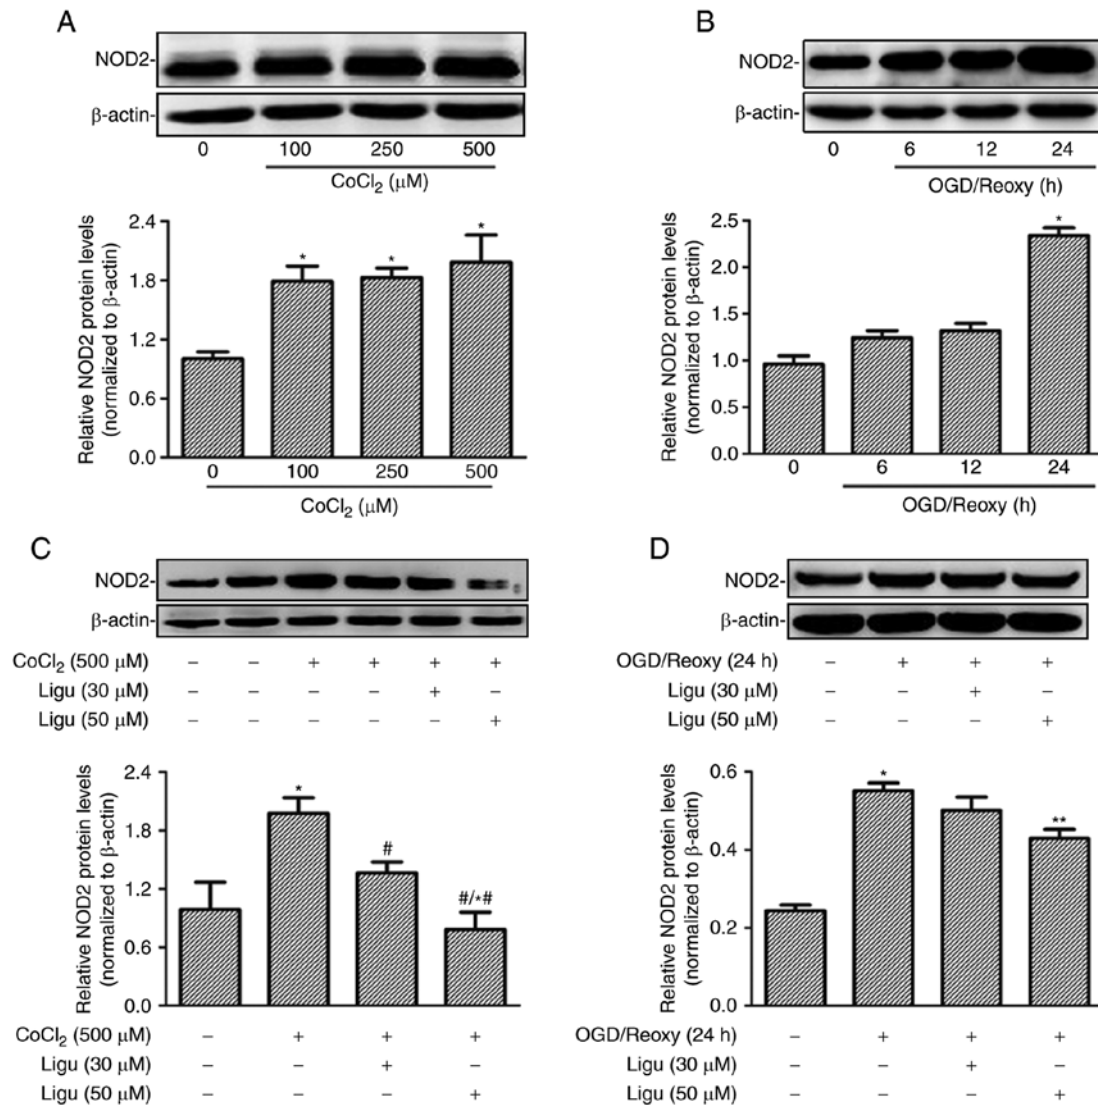 A
NOD2-
β-actin-
0 100 250 500
CoCl2 (μM)
Relative NOD2 protein levels
(normalized to β-actin)
2.4
1.8
1.2
0.6
0.0
* * *
0 100 250 500
CoCl2 (μM)
B
NOD2-
β-actin-
0 6 12 24
OGD/Reoxy (h)
Relative NOD2 protein levels
(normalized to β-actin)
2.5
2.0
1.5
1.0
0.5
0.0
*
0 6 12 24
OGD/Reoxy (h)
C
NOD2-
β-actin-
CoCl2 (500 μM) – – + + + +
Ligu (30 μM) – – – – + –
Ligu (50 μM) – – – – – +
Relative NOD2 protein levels
(normalized to β-actin)
2.4
1.8
1.2
0.6
0.0
* # #/*#
CoCl2 (500 μM) – + + +
Ligu (30 μM) – – + –
Ligu (50 μM) – – – +
D
NOD2-
β-actin-
OGD/Reoxy (24 h) – + + +
Ligu (30 μM) – – + –
Ligu (50 μM) – – – +
Relative NOD2 protein levels
(normalized to β-actin)
0.6
0.4
0.2
0.0
* **
OGD/Reoxy (24 h) – + + +
Ligu (30 μM) – – + –
Ligu (50 μM) – – – +